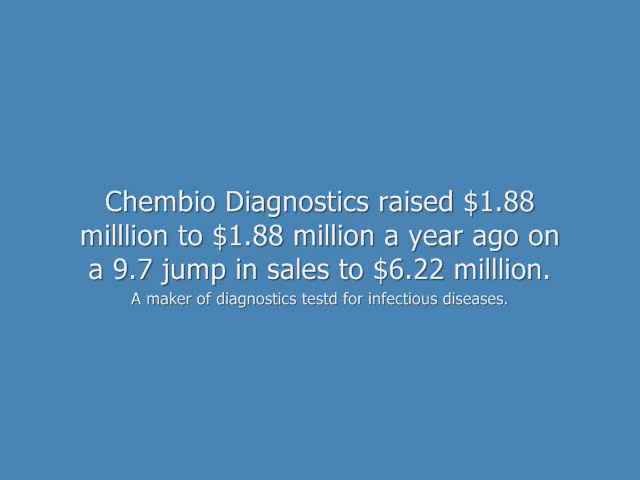 Chembio Diagnostics raised $1.88
milllion to $1.88 million a year ago on
a 9.7 jump in sales to $6.22 milllion.
A maker of diagnostics testd for infectious diseases.